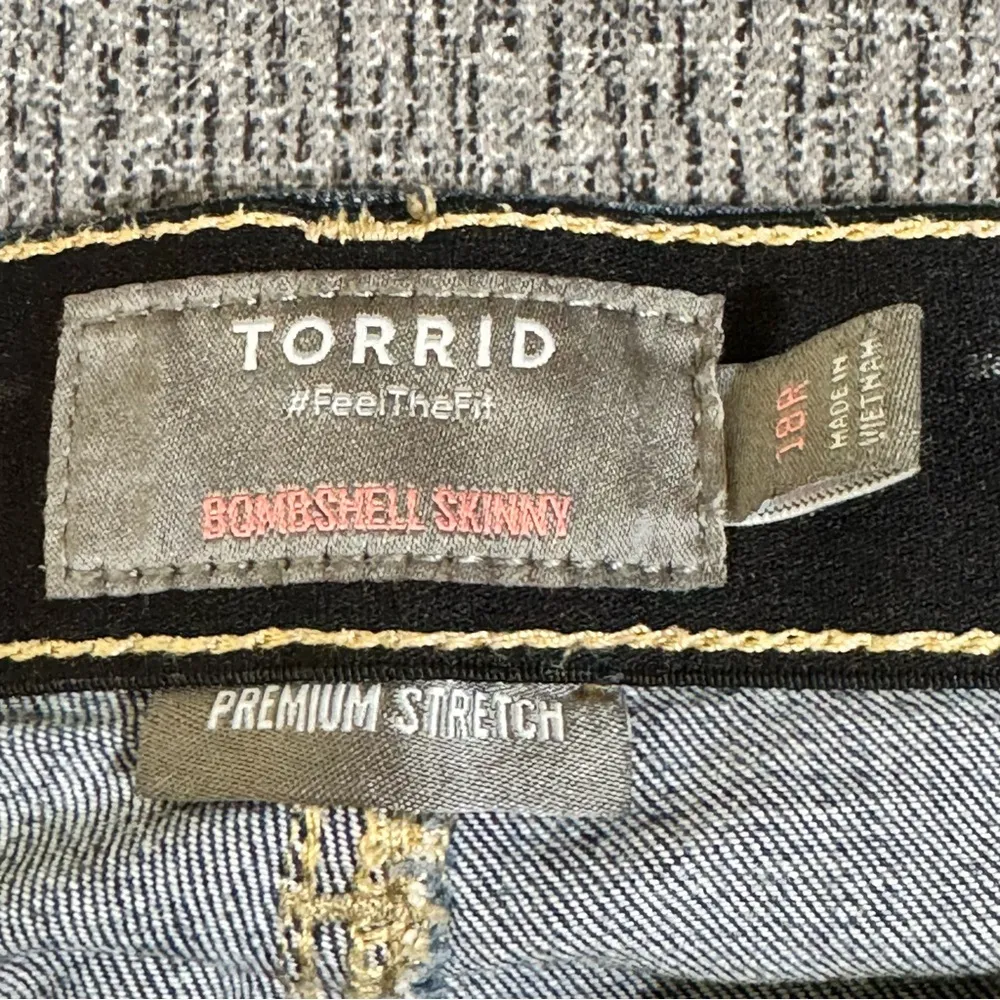 TORRID
#FeelTheFit
BOMBSHELL SKINNY
18R
MADE IN
VIETNAM
PREMIUM STRETCH